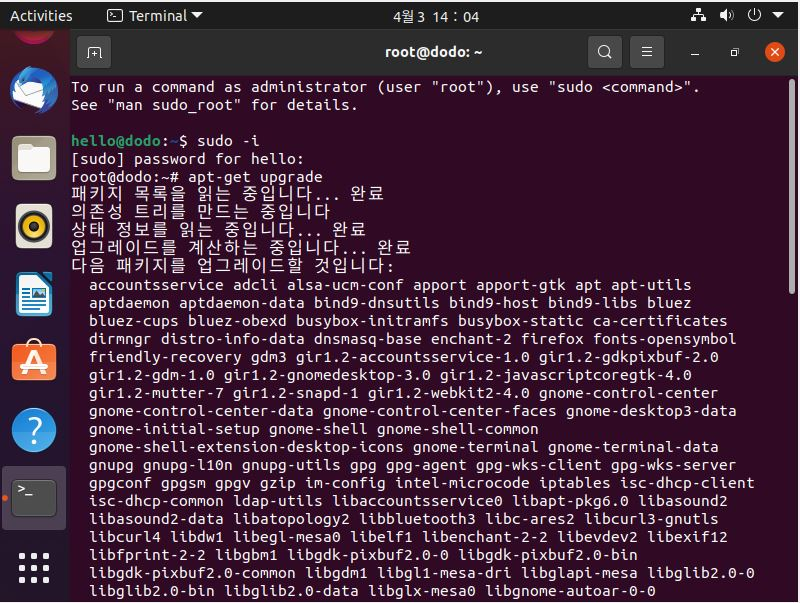 Activities Terminal 4월 3 14 : 04
root@dodo: ~
To run a command as administrator (user "root"), use "sudo <command>".
See "man sudo_root" for details.
hello@dodo:~$ sudo -i
[sudo] password for hello:
root@dodo:~# apt-get upgrade
패키지 목록을 읽는 중입니다... 완료
의존성 트리를 만드는 중입니다
상태 정보를 읽는 중입니다... 완료
업그레이드를 계산하는 중입니다... 완료
다음 패키지를 업그레이드할 것입니다:
accountsservice adcli alsa-ucm-conf apport apport-gtk apt apt-utils
aptdaemon aptdaemon-data bind9-dnsutils bind9-host bind9-libs bluez
bluez-cups bluez-obexd busybox-initramfs busybox-static ca-certificates
dirmngr distro-info-data dnsmasq-base enchant-2 firefox fonts-opensymbol
friendly-recovery gdm3 gir1.2-accountsservice-1.0 gir1.2-gdkpixbuf-2.0
gir1.2-gdm-1.0 gir1.2-gnomedesktop-3.0 gir1.2-javascriptcoregtk-4.0
gir1.2-mutter-7 gir1.2-snapd-1 gir1.2-webkit2-4.0 gnome-control-center
gnome-control-center-data gnome-control-center-faces gnome-desktop3-data
gnome-initial-setup gnome-shell gnome-shell-common
gnome-shell-extension-desktop-icons gnome-terminal gnome-terminal-data
gnupg gnupg-l10n gnupg-utils gpg gpg-agent gpg-wks-client gpg-wks-server
gpgconf gpgsm gpgv gzip im-config intel-microcode iptables isc-dhcp-client
isc-dhcp-common ldap-utils libaccountsservice0 libapt-pkg6.0 libasound2
libasound2-data libatopology2 libbluetooth3 libc-ares2 libcurl3-gnutls
libcurl4 libdw1 libegl-mesa0 libelf1 libenchant-2-2 libevdev2 libexif12
libfprint-2-2 libgbm1 libgdk-pixbuf2.0-0 libgdk-pixbuf2.0-bin
libgdk-pixbuf2.0-common libgdm1 libgl1-mesa-dri libglapi-mesa libglib2.0-0
libglib2.0-bin libglib2.0-data libglx-mesa0 libgnome-autoar-0-0